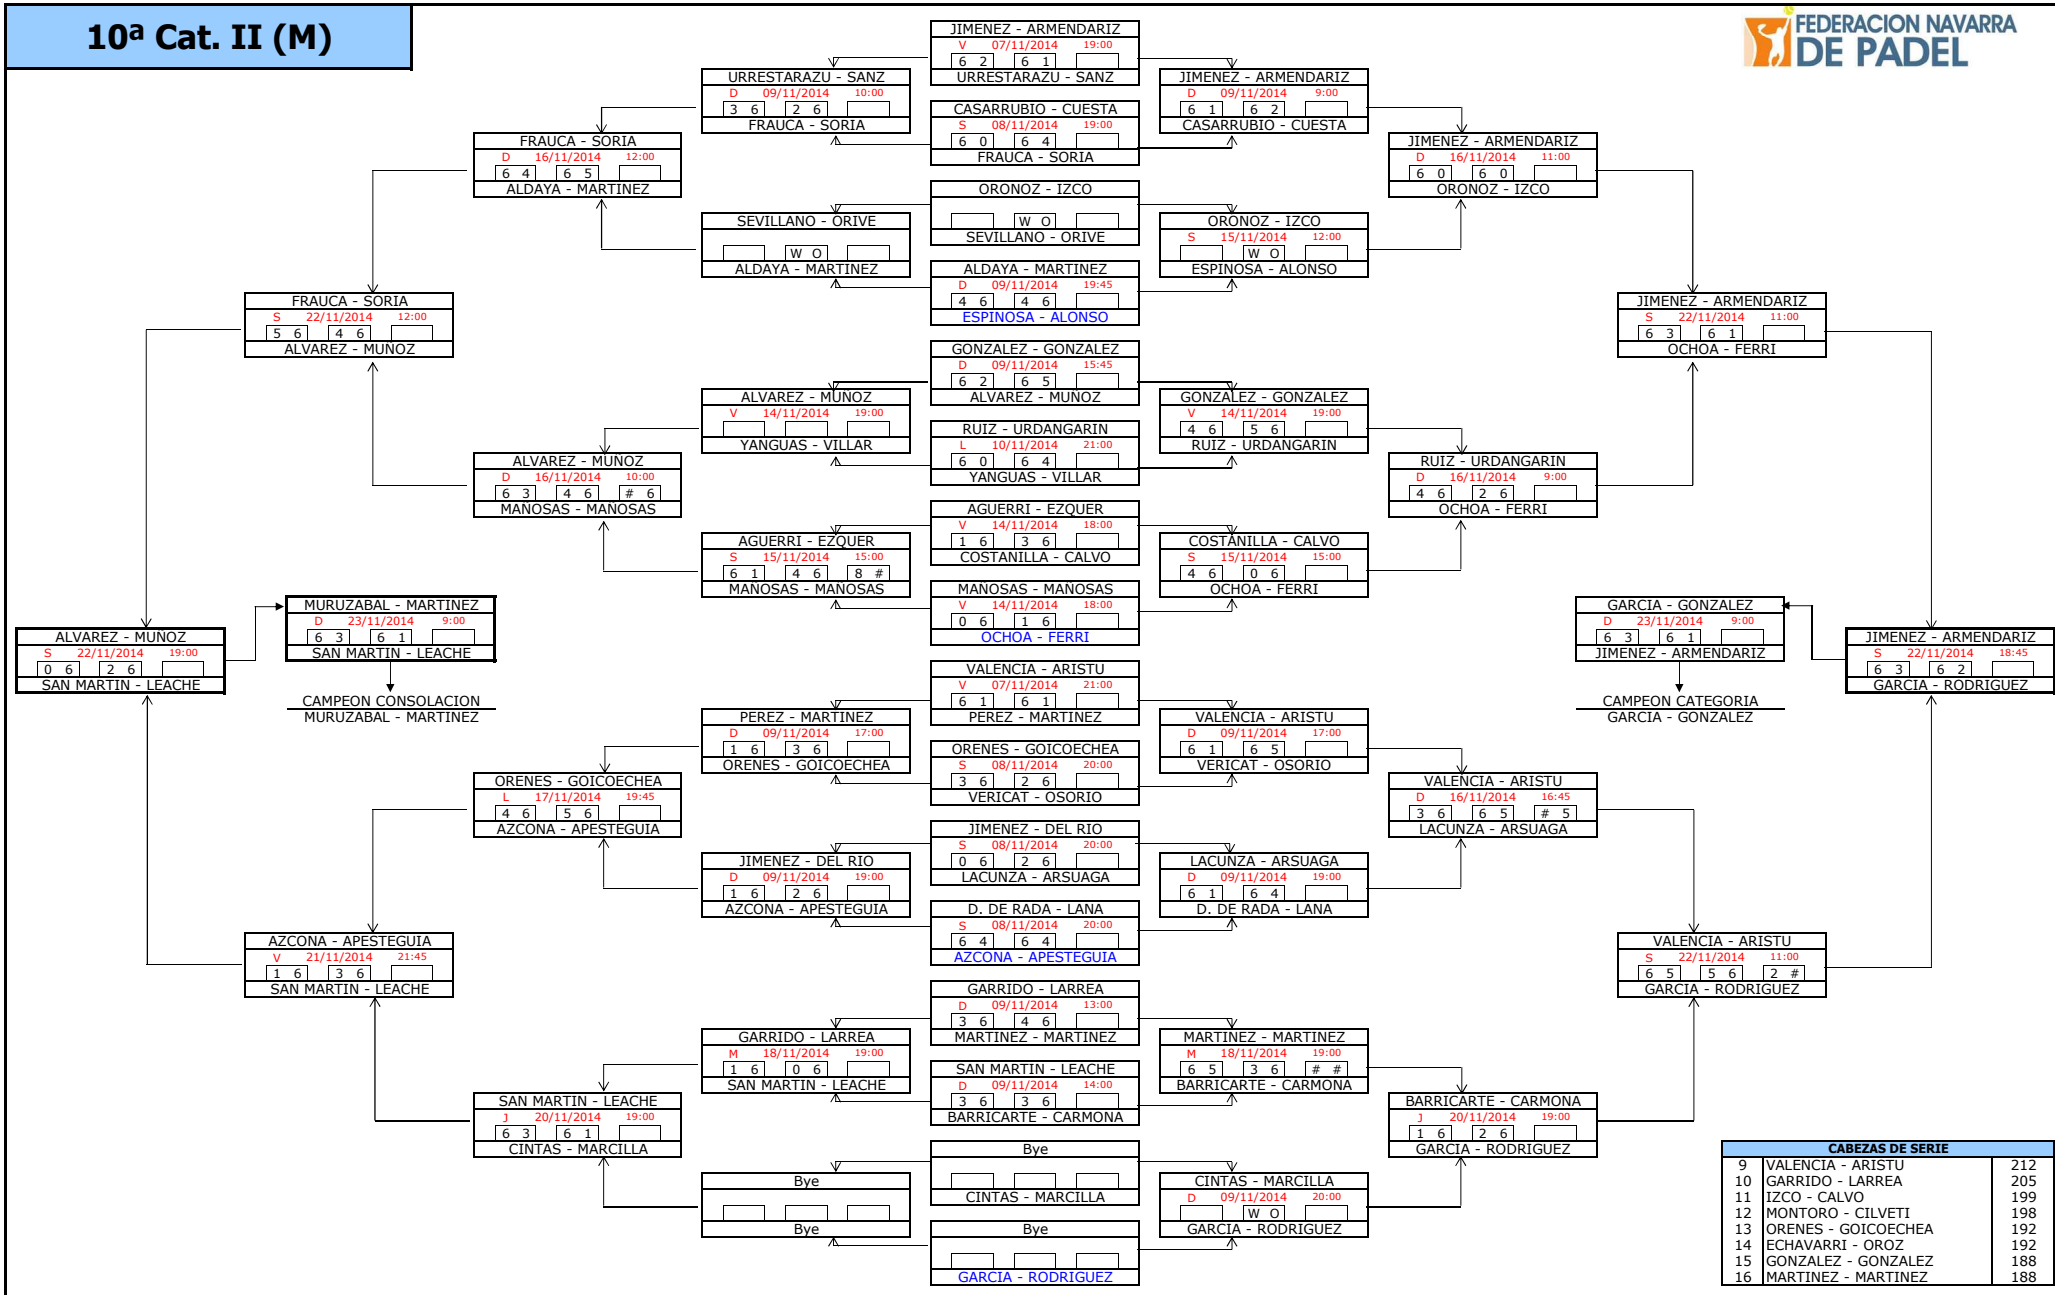 10ª Cat. II (M)
FEDERACION NAVARRA
DE PADEL
JIMENEZ - ARMENDARIZ
V 07/11/2014 19:00
6 2 6 1
URRESTARAZU - SANZ
CASARRUBIO - CUESTA
S 08/11/2014 19:00
6 0 6 4
FRAUCA - SORIA
ORONOZ - IZCO
W O
SEVILLANO - ORIVE
ALDAYA - MARTINEZ
D 09/11/2014 19:45
4 6 4 6
ESPINOSA - ALONSO
GONZALEZ - GONZALEZ
D 09/11/2014 15:45
6 2 6 5
ALVAREZ - MUÑOZ
RUIZ - URDANGARIN
L 10/11/2014 21:00
6 0 6 4
YANGUAS - VILLAR
AGUERRI - EZQUER
V 14/11/2014 18:00
1 6 3 6
COSTANILLA - CALVO
MAÑOSAS - MAÑOSAS
V 14/11/2014 18:00
0 6 1 6
OCHOA - FERRI
VALENCIA - ARISTU
V 07/11/2014 21:00
6 1 6 1
PEREZ - MARTINEZ
ORENES - GOICOECHEA
S 08/11/2014 20:00
3 6 2 6
VERICAT - OSORIO
JIMENEZ - DEL RIO
S 08/11/2014 20:00
0 6 2 6
LACUNZA - ARSUAGA
D. DE RADA - LANA
S 08/11/2014 20:00
6 4 6 4
AZCONA - APESTEGUIA
GARRIDO - LARREA
D 09/11/2014 13:00
3 6 4 6
MARTINEZ - MARTINEZ
SAN MARTIN - LEACHE
D 09/11/2014 14:00
3 6 3 6
BARRICARTE - CARMONA
Bye
CINTAS - MARCILLA
Bye
GARCIA - RODRIGUEZ
URRESTARAZU - SANZ
D 09/11/2014 10:00
3 6 2 6
FRAUCA - SORIA
SEVILLANO - ORIVE
W O
ALDAYA - MARTINEZ
ALVAREZ - MUÑOZ
V 14/11/2014 19:00
YANGUAS - VILLAR
AGUERRI - EZQUER
S 15/11/2014 15:00
6 1 4 6 8 #
MAÑOSAS - MAÑOSAS
PEREZ - MARTINEZ
D 09/11/2014 17:00
1 6 3 6
ORENES - GOICOECHEA
JIMENEZ - DEL RIO
D 09/11/2014 19:00
1 6 2 6
AZCONA - APESTEGUIA
GARRIDO - LARREA
M 18/11/2014 19:00
1 6 0 6
SAN MARTIN - LEACHE
Bye
Bye
FRAUCA - SORIA
D 16/11/2014 12:00
6 4 6 5
ALDAYA - MARTINEZ
ALVAREZ - MUÑOZ
D 16/11/2014 10:00
6 3 4 6 # 6
MAÑOSAS - MAÑOSAS
ORENES - GOICOECHEA
L 17/11/2014 19:45
4 6 5 6
AZCONA - APESTEGUIA
SAN MARTIN - LEACHE
J 20/11/2014 19:00
6 3 6 1
CINTAS - MARCILLA
FRAUCA - SORIA
S 22/11/2014 12:00
5 6 4 6
ALVAREZ - MUÑOZ
AZCONA - APESTEGUIA
V 21/11/2014 21:45
1 6 3 6
SAN MARTIN - LEACHE
ALVAREZ - MUÑOZ
S 22/11/2014 19:00
0 6 2 6
SAN MARTIN - LEACHE
MURUZABAL - MARTINEZ
D 23/11/2014 9:00
6 3 6 1
SAN MARTIN - LEACHE
CAMPEON CONSOLACION
MURUZABAL - MARTINEZ
JIMENEZ - ARMENDARIZ
D 09/11/2014 9:00
6 1 6 2
CASARRUBIO - CUESTA
ORONOZ - IZCO
S 15/11/2014 12:00
W O
ESPINOSA - ALONSO
GONZALEZ - GONZALEZ
V 14/11/2014 19:00
4 6 5 6
RUIZ - URDANGARIN
COSTANILLA - CALVO
S 15/11/2014 15:00
4 6 0 6
OCHOA - FERRI
VALENCIA - ARISTU
D 09/11/2014 17:00
6 1 6 5
VERICAT - OSORIO
LACUNZA - ARSUAGA
D 09/11/2014 19:00
6 1 6 4
D. DE RADA - LANA
MARTINEZ - MARTINEZ
M 18/11/2014 19:00
6 5 3 6 # #
BARRICARTE - CARMONA
CINTAS - MARCILLA
D 09/11/2014 20:00
W O
GARCIA - RODRIGUEZ
JIMENEZ - ARMENDARIZ
D 16/11/2014 11:00
6 0 6 0
ORONOZ - IZCO
RUIZ - URDANGARIN
D 16/11/2014 9:00
4 6 2 6
OCHOA - FERRI
VALENCIA - ARISTU
D 16/11/2014 16:45
3 6 6 5 # 5
LACUNZA - ARSUAGA
BARRICARTE - CARMONA
J 20/11/2014 19:00
1 6 2 6
GARCIA - RODRIGUEZ
JIMENEZ - ARMENDARIZ
S 22/11/2014 11:00
6 3 6 1
OCHOA - FERRI
VALENCIA - ARISTU
S 22/11/2014 11:00
6 5 5 6 2 #
GARCIA - RODRIGUEZ
JIMENEZ - ARMENDARIZ
S 22/11/2014 18:45
6 3 6 2
GARCIA - RODRIGUEZ
GARCIA - GONZALEZ
D 23/11/2014 9:00
6 3 6 1
JIMENEZ - ARMENDARIZ
CAMPEON CATEGORIA
GARCIA - GONZALEZ
CABEZAS DE SERIE
9 VALENCIA - ARISTU 212
10 GARRIDO - LARREA 205
11 IZCO - CALVO 199
12 MONTORO - CILVETI 198
13 ORENES - GOICOECHEA 192
14 ECHAVARRI - OROZ 192
15 GONZALEZ - GONZALEZ 188
16 MARTINEZ - MARTINEZ 188